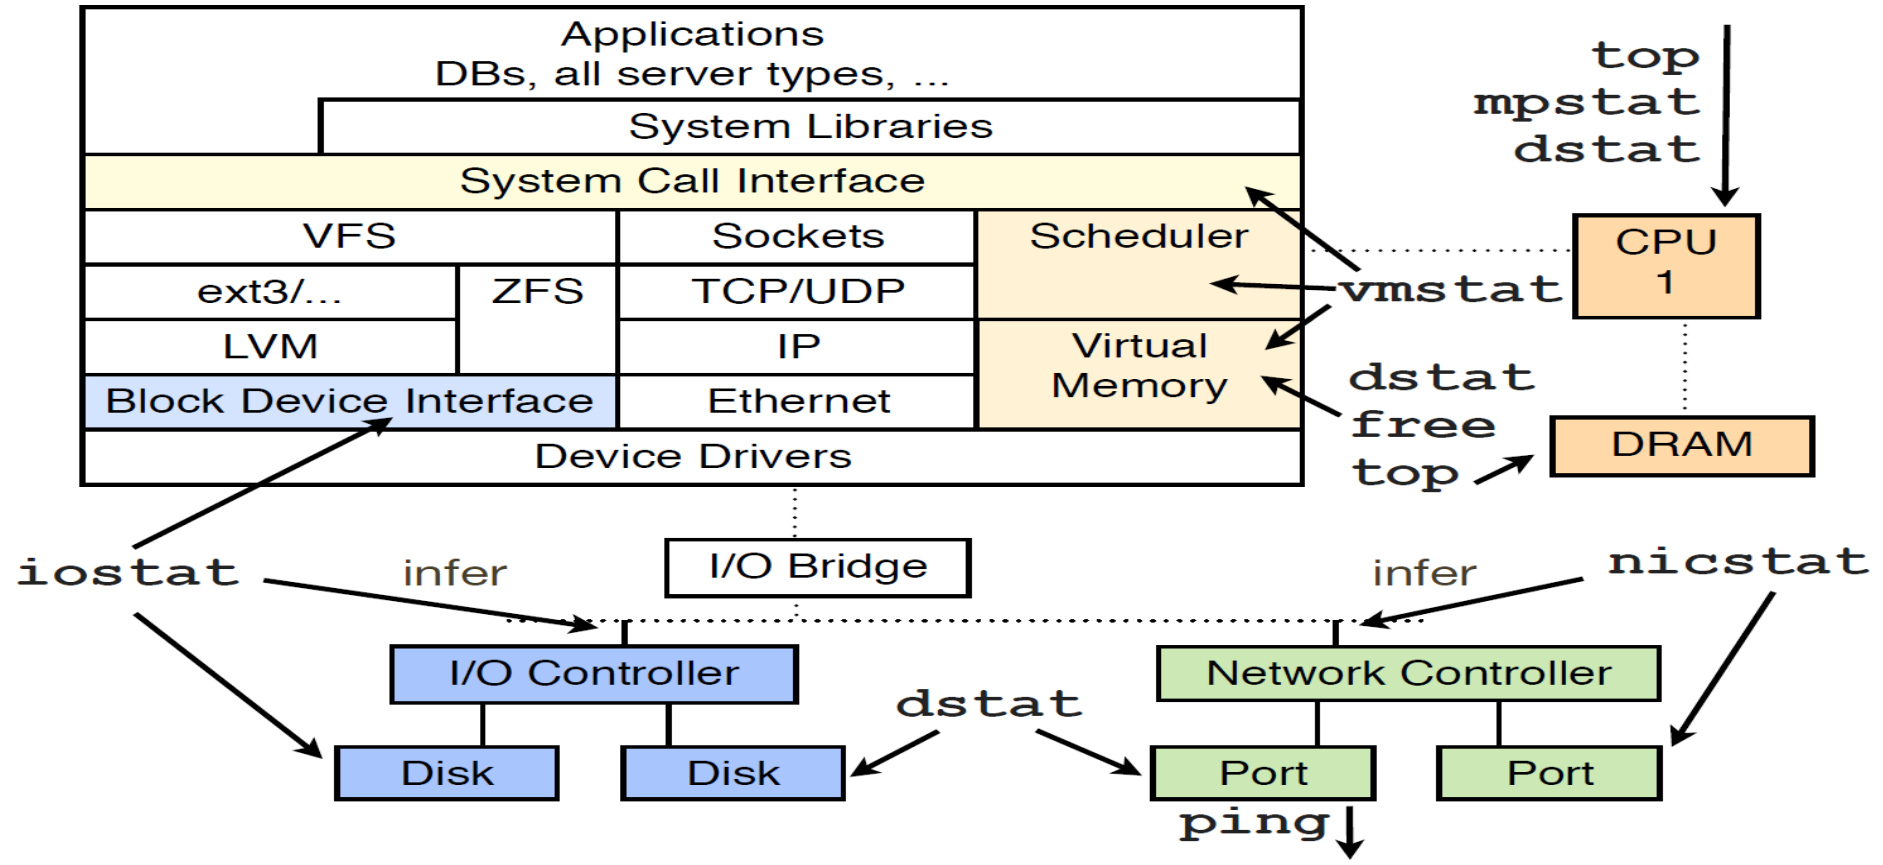 Applications
DBs, all server types, ...
System Libraries
System Call Interface
VFS
Sockets
Scheduler
ext3/...
ZFS
TCP/UDP
LVM
IP
Virtual
Memory
Block Device Interface
Ethernet
Device Drivers
top
mpstat
dstat
CPU
1
vmstat
dstat
free
top
DRAM
iostat
infer
I/O Bridge
infer
nicstat
I/O Controller
dstat
Network Controller
Disk
Disk
Port
Port
ping